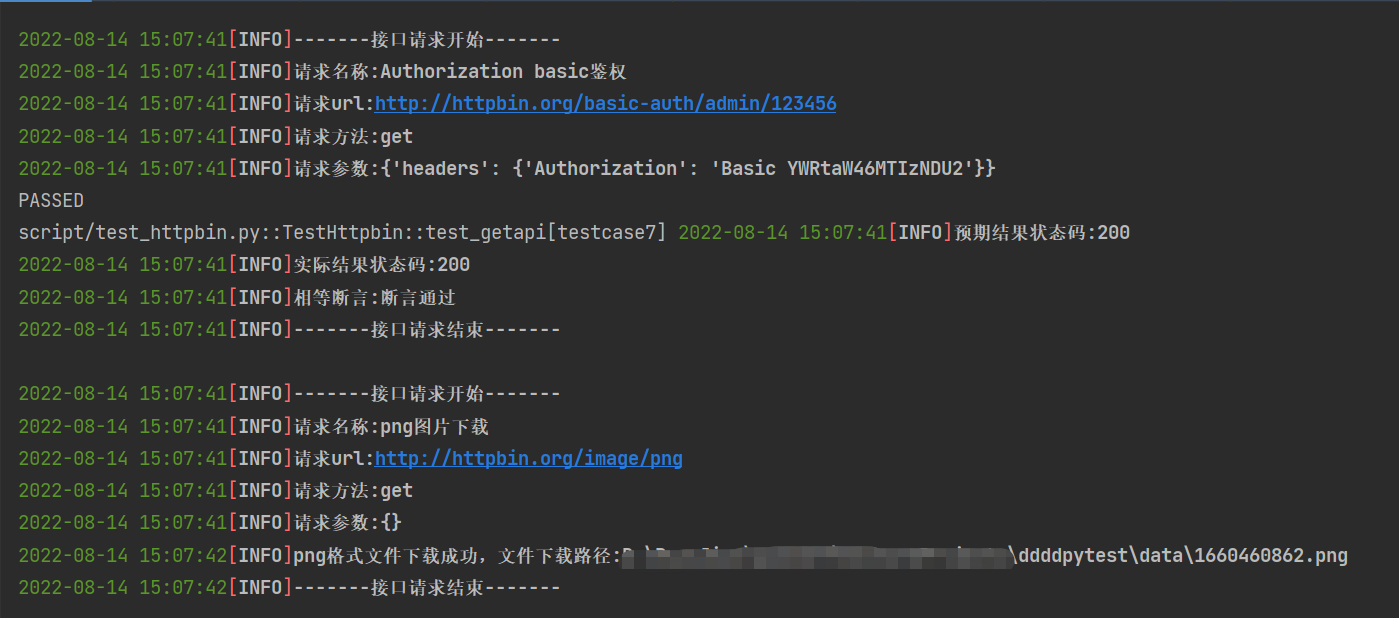 2022-08-14 15:07:41[INFO]-------接口请求开始-------
2022-08-14 15:07:41[INFO]请求名称:Authorization basic鉴权
2022-08-14 15:07:41[INFO]请求url:http://httpbin.org/basic-auth/admin/123456
2022-08-14 15:07:41[INFO]请求方法:get
2022-08-14 15:07:41[INFO]请求参数:{'headers': {'Authorization': 'Basic YWRtaW46MTIzNDU2'}}
PASSED
script/test_httpbin.py::TestHttpbin::test_getapi[testcase7] 2022-08-14 15:07:41[INFO]预期结果状态码:200
2022-08-14 15:07:41[INFO]实际结果状态码:200
2022-08-14 15:07:41[INFO]相等断言:断言通过
2022-08-14 15:07:41[INFO]-------接口请求结束-------
2022-08-14 15:07:41[INFO]-------接口请求开始-------
2022-08-14 15:07:41[INFO]请求名称:png图片下载
2022-08-14 15:07:41[INFO]请求url:http://httpbin.org/image/png
2022-08-14 15:07:41[INFO]请求方法:get
2022-08-14 15:07:41[INFO]请求参数:{}
2022-08-14 15:07:42[INFO]png格式文件下载成功，文件下载路径:\ddddpytest\data\1660460862.png
2022-08-14 15:07:42[INFO]-------接口请求结束-------